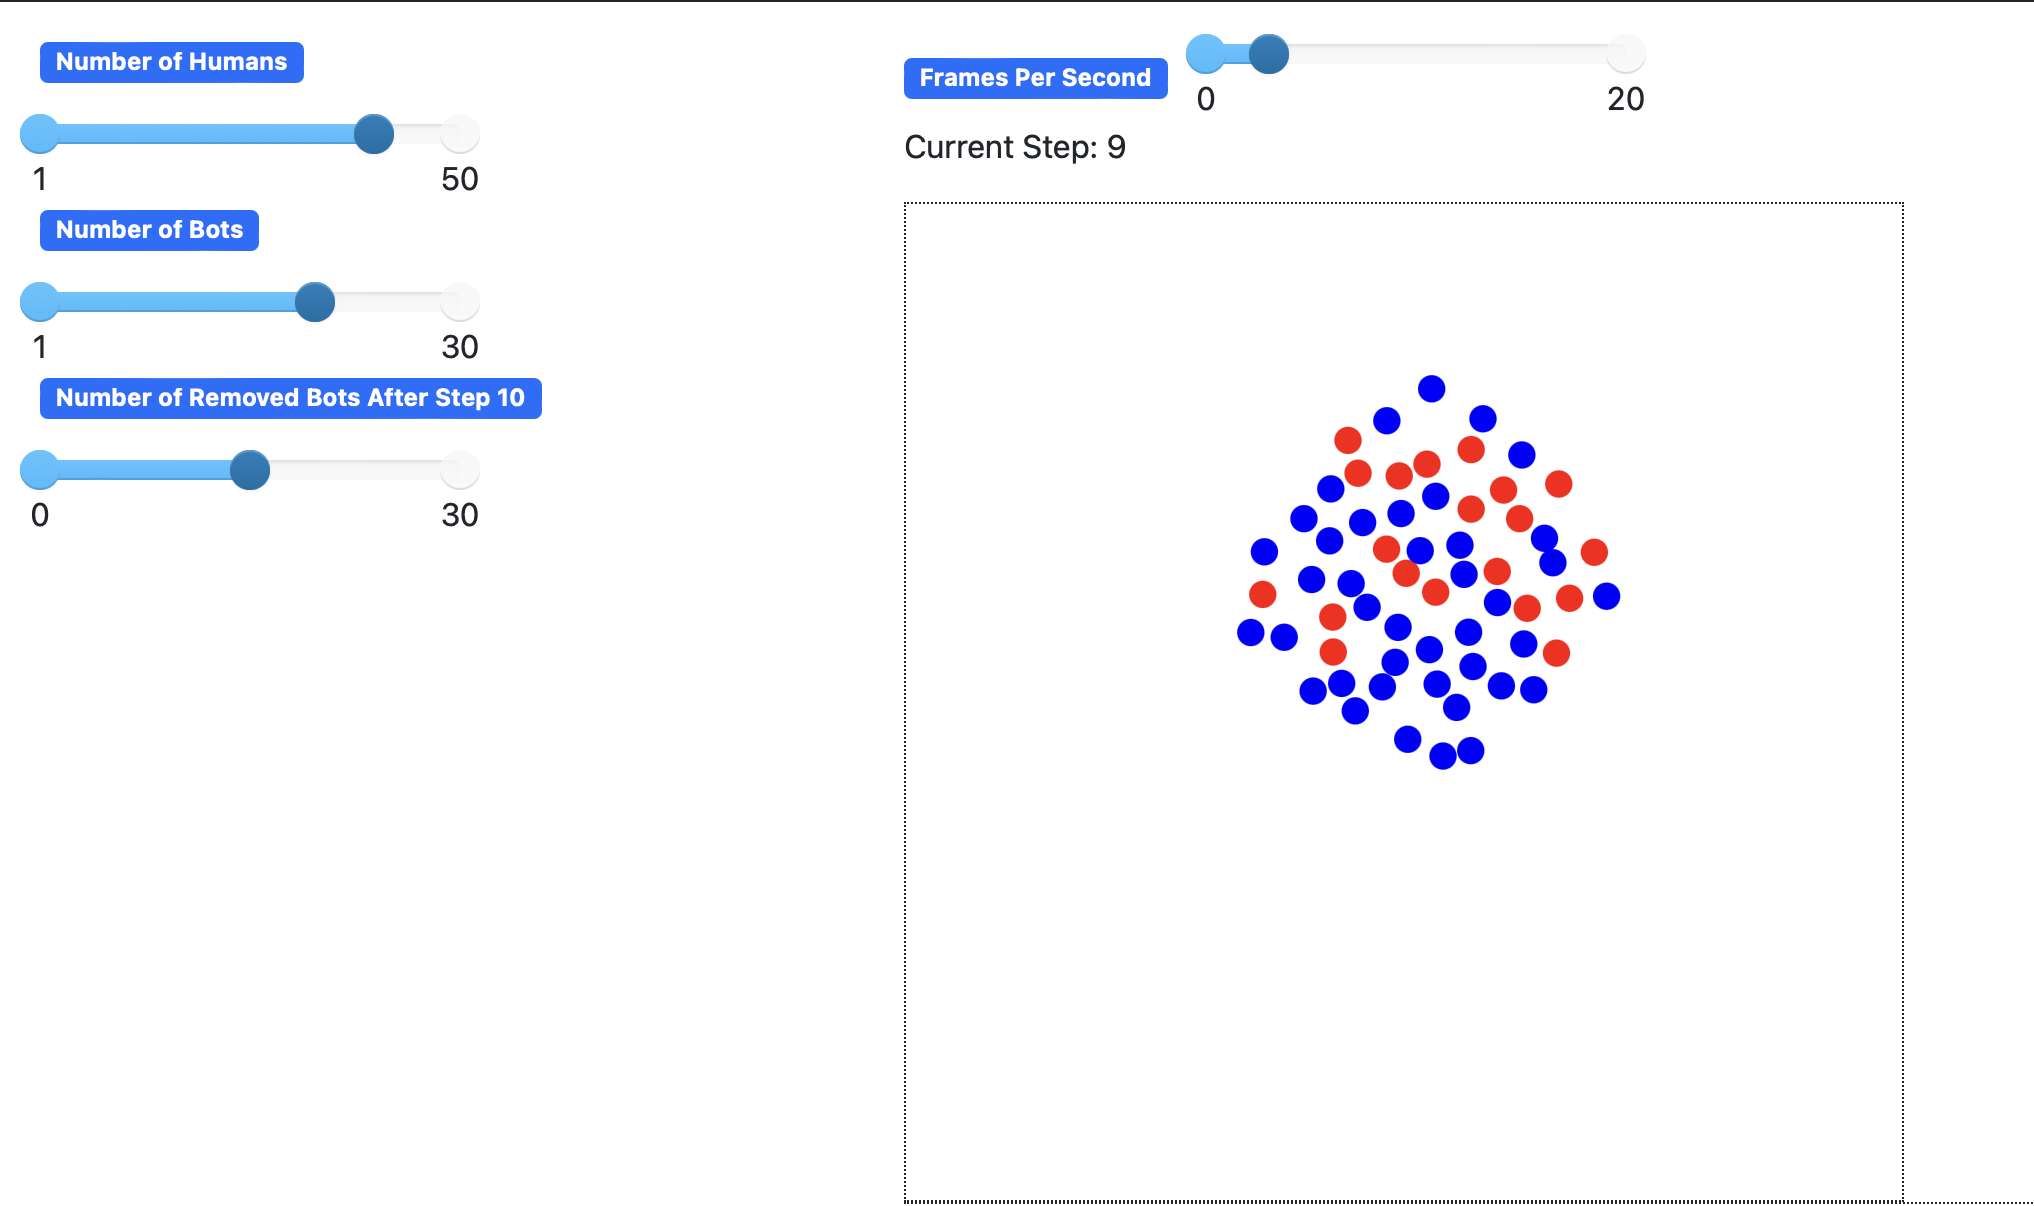 Number of Humans
1 50
Number of Bots
1 30
Number of Removed Bots After Step 10
0 30
Frames Per Second
0 20
Current Step: 9